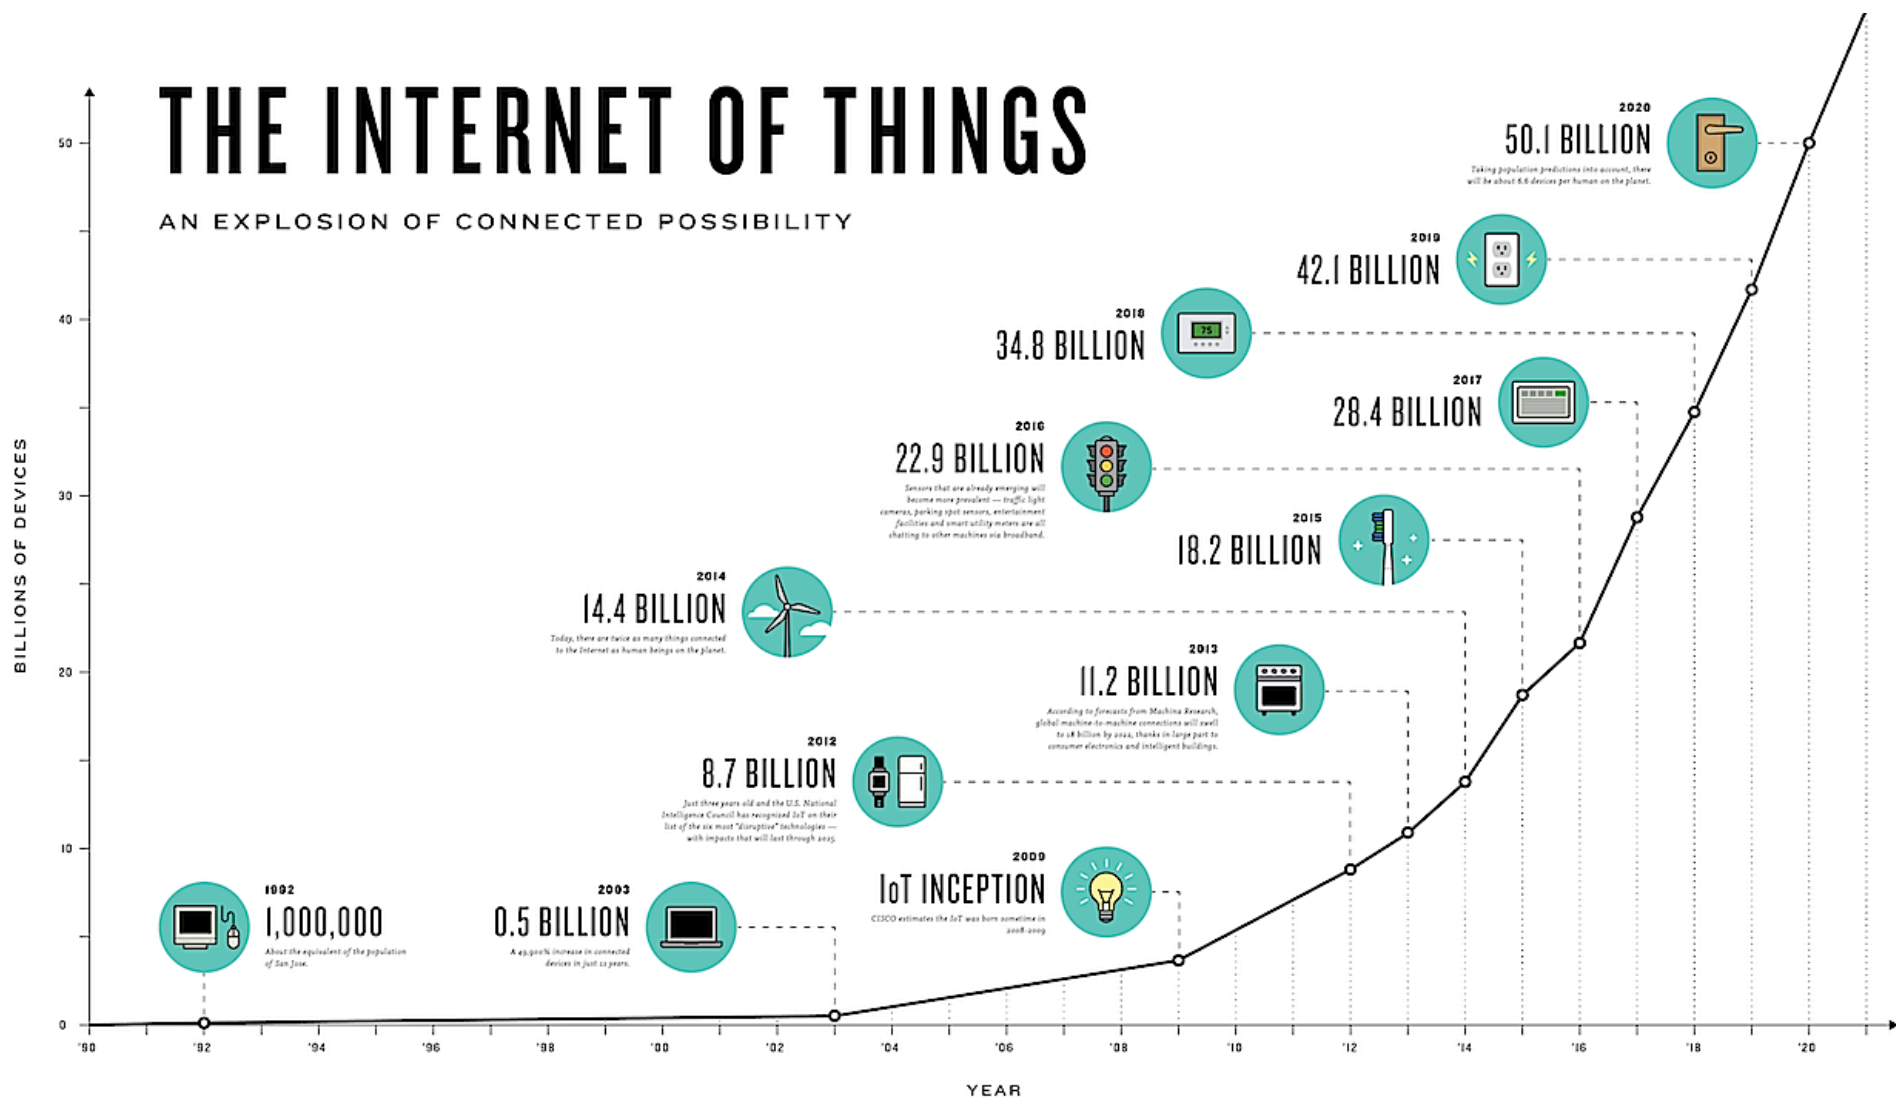 THE INTERNET OF THINGS
AN EXPLOSION OF CONNECTED POSSIBILITY
BILLIONS OF DEVICES
50
40
30
20
10
0
2020
50.1 BILLION
Taking population predictions into account, there
will be about 6.6 devices per human on the planet.
2019
42.1 BILLION
2018
34.8 BILLION
75
2017
28.4 BILLION
2016
22.9 BILLION
Sensors that are already emerging will
become more prevalent — traffic light
cameras, parking spot sensors, entertainment
facilities and smart utility meters are all
chatting to other machines via broadband.
2015
18.2 BILLION
2014
14.4 BILLION
Today, there are twice as many things connected
to the Internet as human beings on the planet.
2013
11.2 BILLION
According to forecasts from Machina Research,
global machine-to-machine connections will swell
to 18 billion by 2022, thanks in large part to
consumer electronics and intelligent buildings.
2012
8.7 BILLION
Just three years old and the U.S. National
Intelligence Council has recognized IoT on their
list of the six most "disruptive" technologies —
with impacts that will last through 2025.
2009
IoT INCEPTION
CISCO estimates the IoT was born sometime in
2008-2009
2003
0.5 BILLION
A 49,900% increase in connected
devices in just 11 years.
1992
1,000,000
About the equivalent of the population
of San Jose.
'90 '92 '94 '96 '98 '00 '02 '04 '06 '08 '10 '12 '14 '16 '18 '20
YEAR